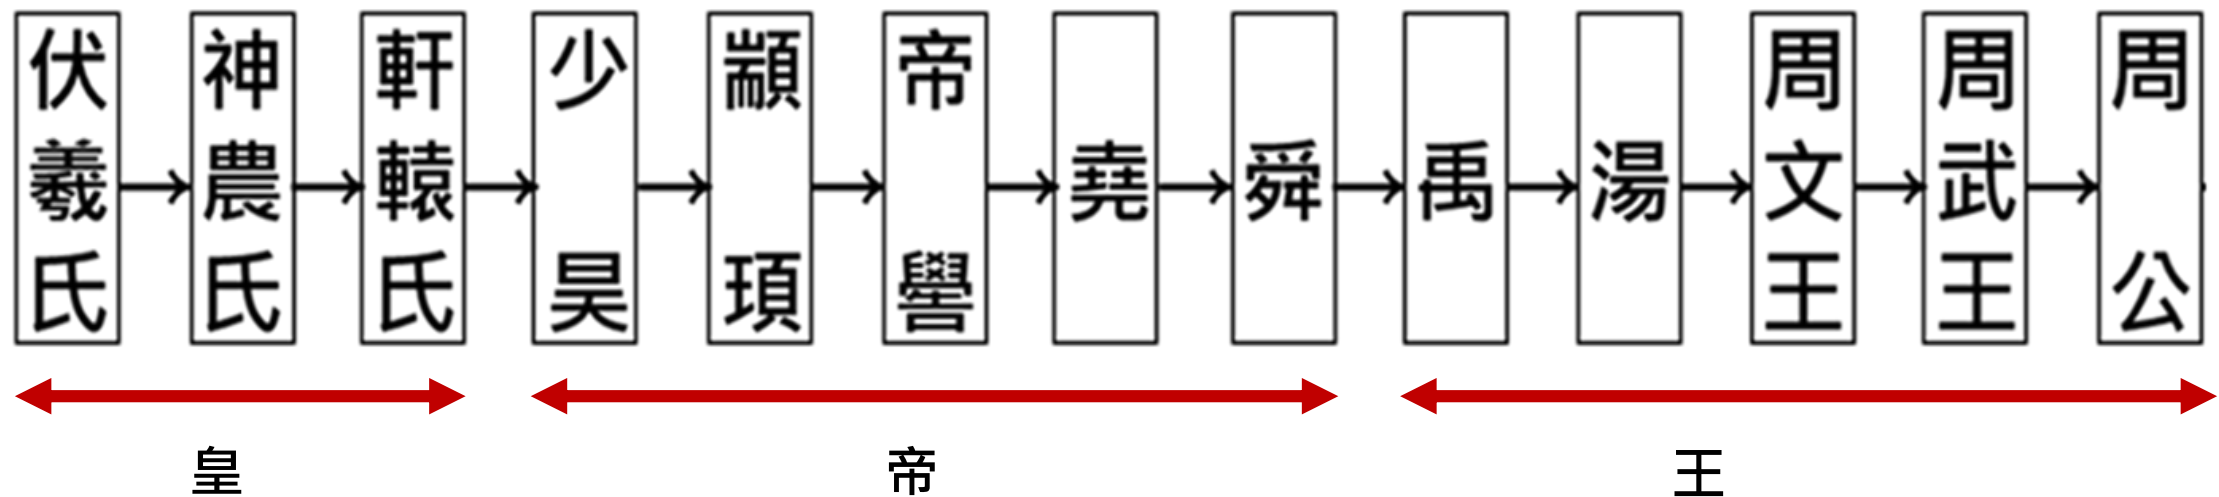 伏羲氏
神農氏
軒轅氏
少昊
顓頊
帝嚳
堯
舜
禹
湯
周文王
周武王
周公
皇
帝
王